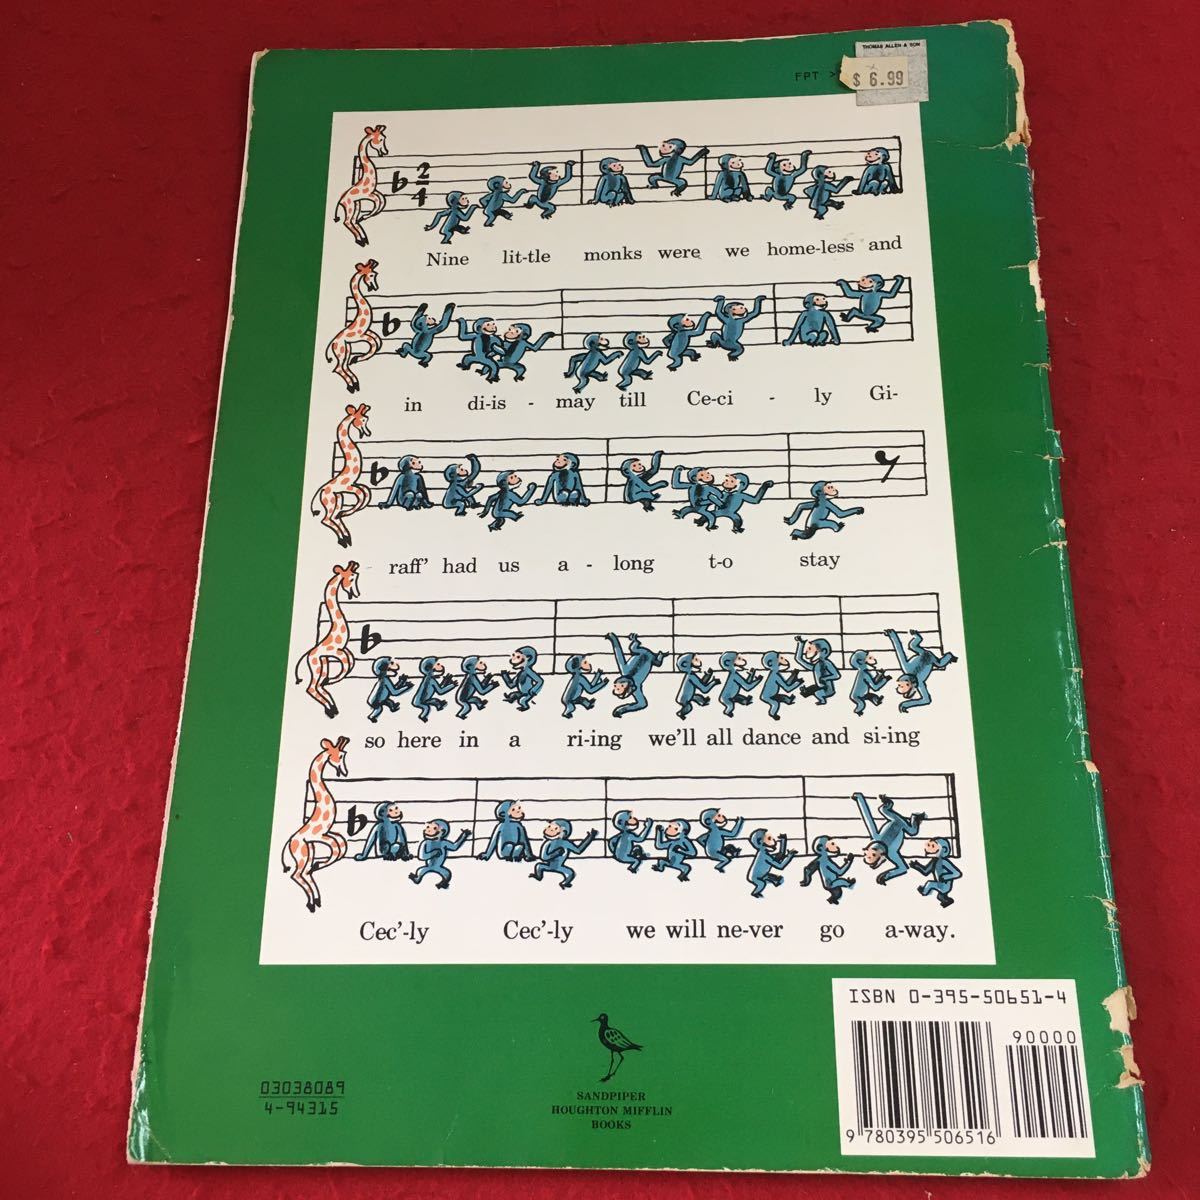 THOMAS ALLEN & SON
FPT >
$ 6.99
2
4
Nine lit-tle monks were we home-less and
in di-is - may till Ce-ci - ly Gi-
raff' had us a - long t-o stay
so here in a ri-ing we'll all dance and si-ing
Cec'-ly Cec'-ly we will ne-ver go a-way.
ISBN 0-395-50651-4
90000
9 780395 506516
03038089
4-94315
SANDPIPER
HOUGHTON MIFFLIN
BOOKS